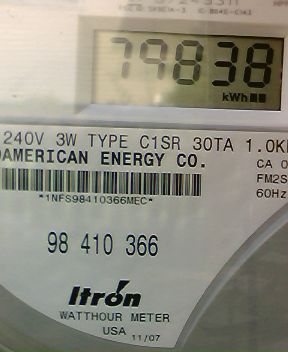 79838
kWh
240V 3W TYPE C1SR 30TA 1.0K
AMERICAN ENERGY CO.
CA 0
FM2S
60Hz
*1NFS98410366MEC*
98 410 366
Itron
WATTHOUR METER
USA 11/07